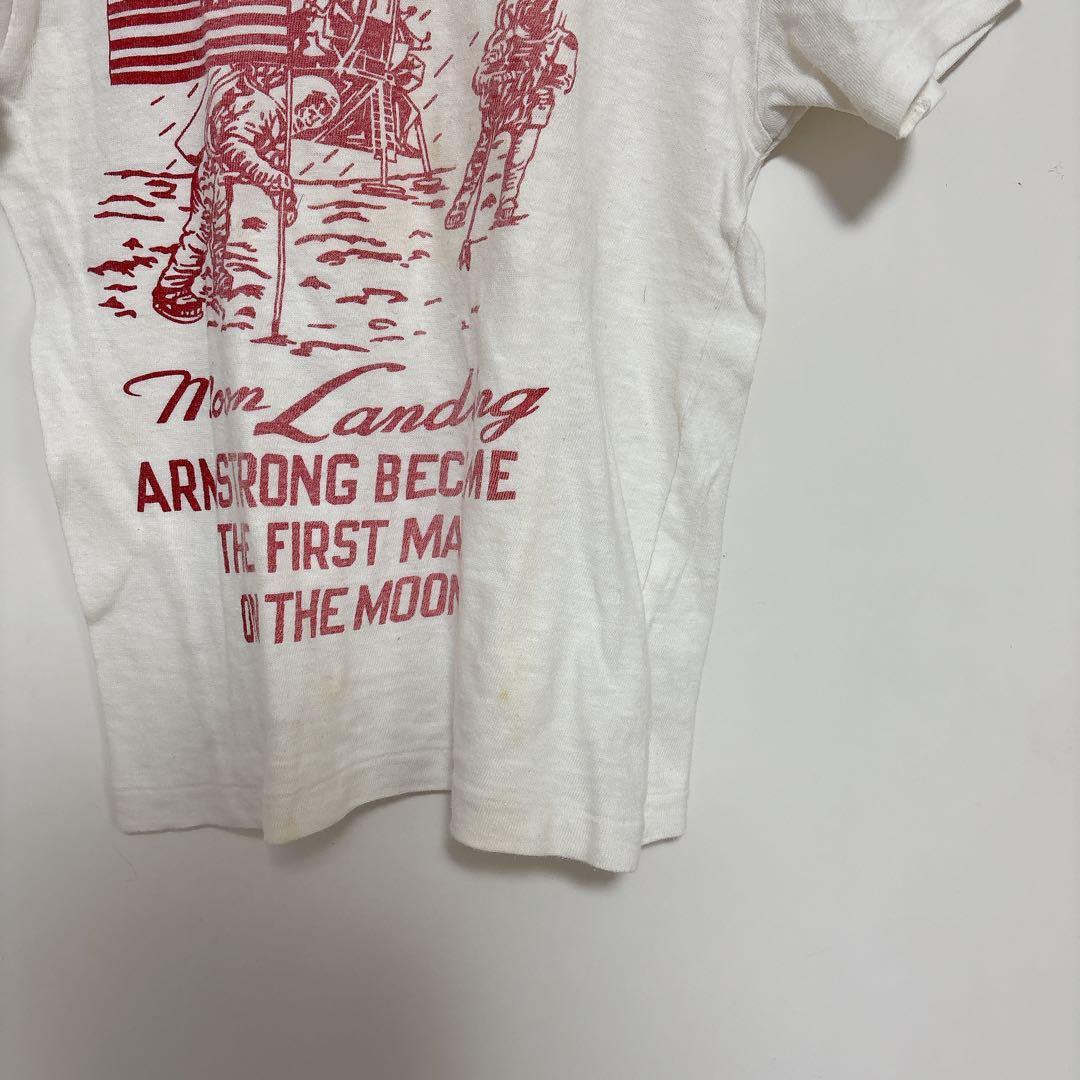 Moon Landing
ARMSTRONG BECAME
THE FIRST MAN
ON THE MOON